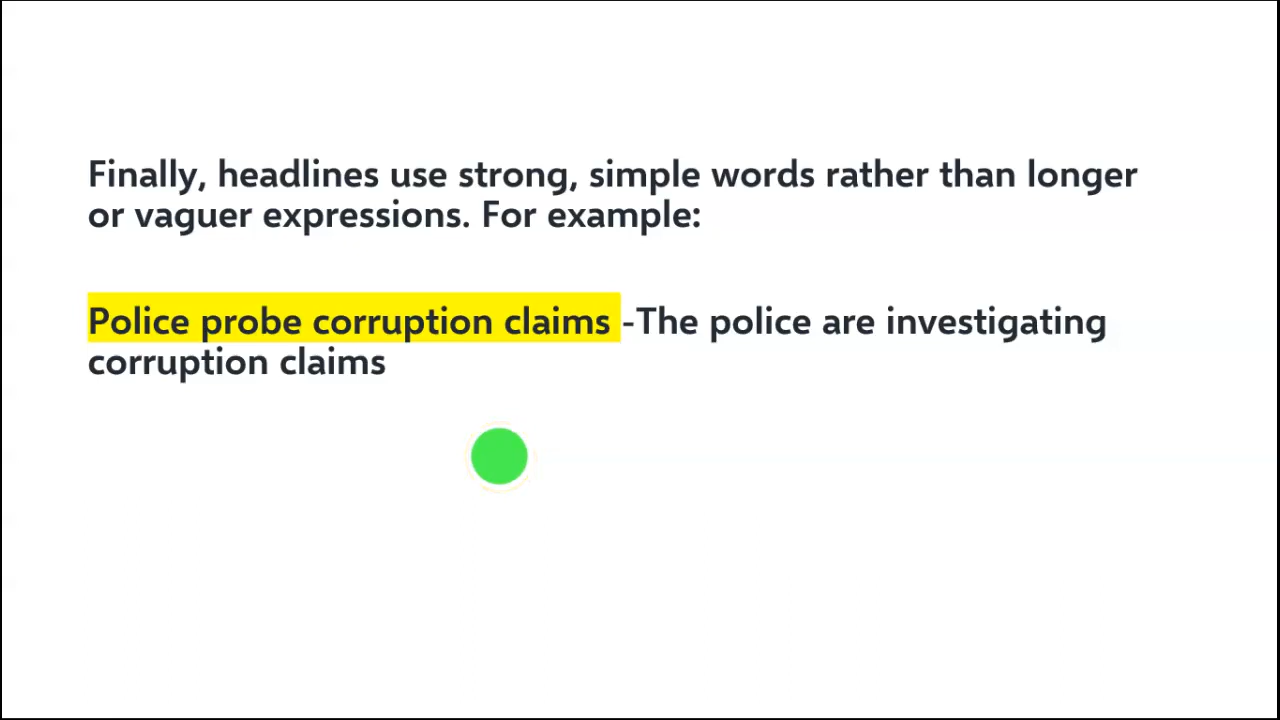 Finally, headlines use strong, simple words rather than longer
or vaguer expressions. For example:
Police probe corruption claims -The police are investigating
corruption claims